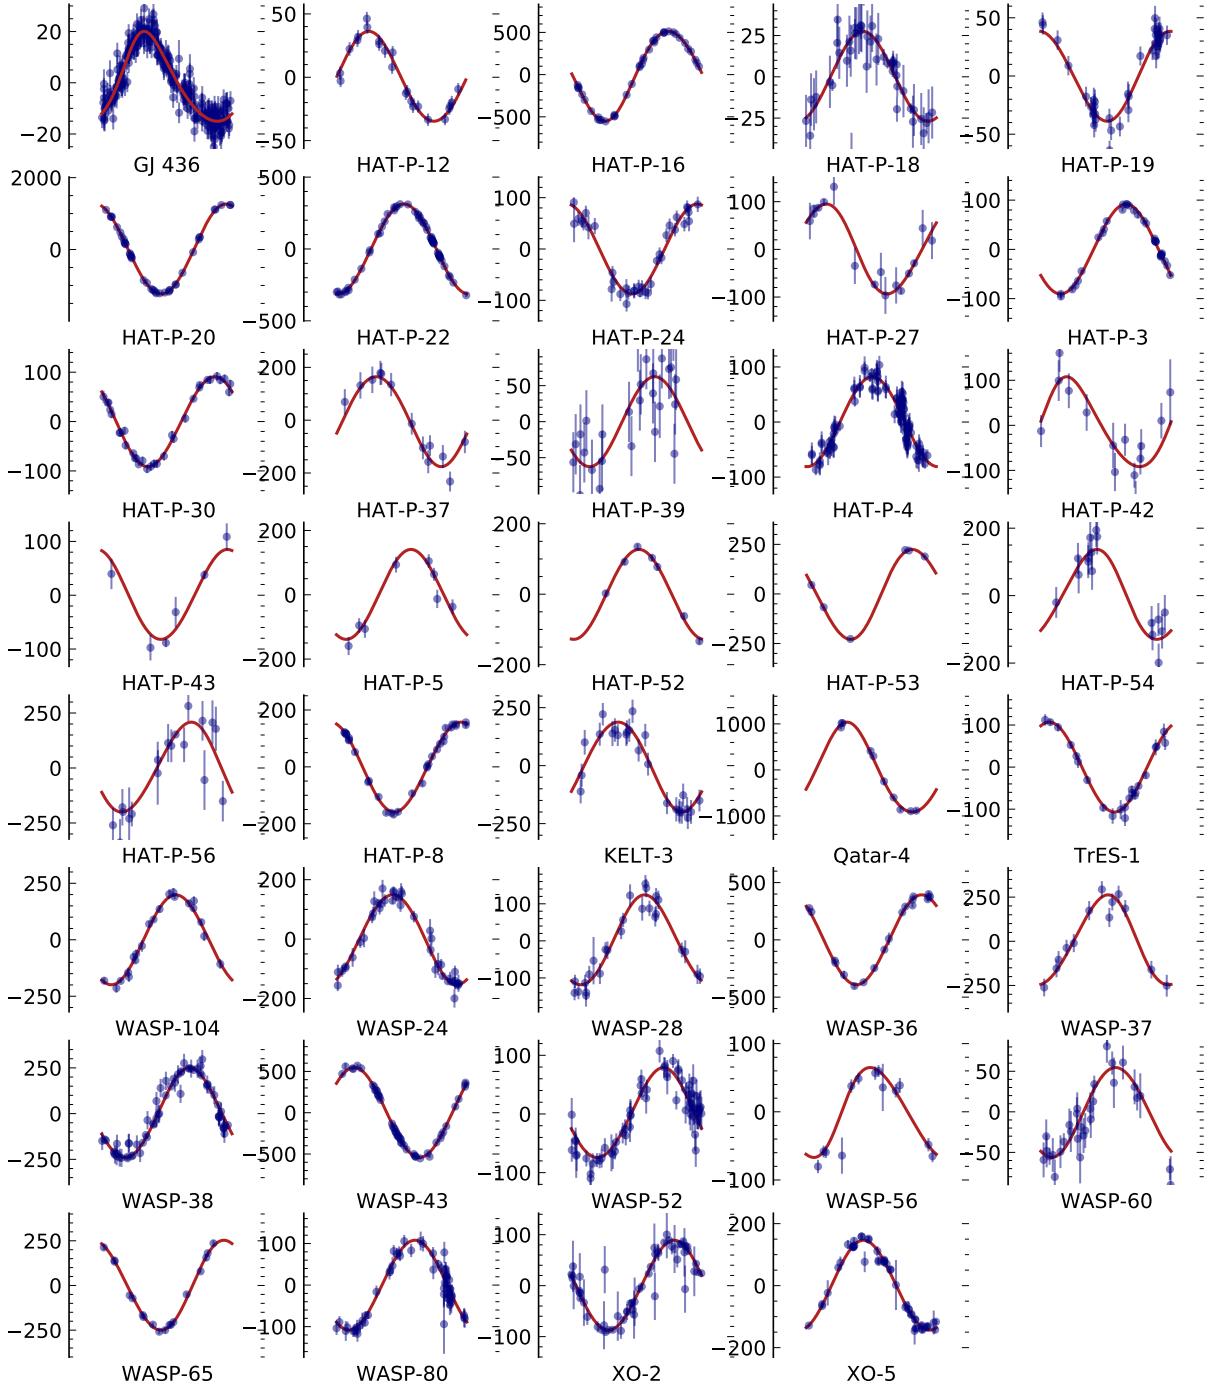 20 50 500 25 50
0 0 0 0 0
−20 −50 −500 −25 −50
GJ 436 HAT-P-12 HAT-P-16 HAT-P-18 HAT-P-19
2000 500 100 100 100
0 0 0 0 0
−500 −100 −100 −100
HAT-P-20 HAT-P-22 HAT-P-24 HAT-P-27 HAT-P-3
100 200 50 100 100
0 0 0 0 0
−100 −200 −50 −100 −100
HAT-P-30 HAT-P-37 HAT-P-39 HAT-P-4 HAT-P-42
100 200 200 250 200
0 0 0 0 0
−100 −200 −200 −250 −200
HAT-P-43 HAT-P-5 HAT-P-52 HAT-P-53 HAT-P-54
250 200 250 1000 100
0 0 0 0 0
−250 −200 −250 −1000 −100
HAT-P-56 HAT-P-8 KELT-3 Qatar-4 TrES-1
250 200 100 500 250
0 0 0 0 0
−250 −200 −100 −500 −250
WASP-104 WASP-24 WASP-28 WASP-36 WASP-37
250 500 100 100 50
0 0 0 0 0
−250 −500 −100 −100 −50
WASP-38 WASP-43 WASP-52 WASP-56 WASP-60
250 100 100 200
0 0 0 0
−250 −100 −100 −200
WASP-65 WASP-80 XO-2 XO-5